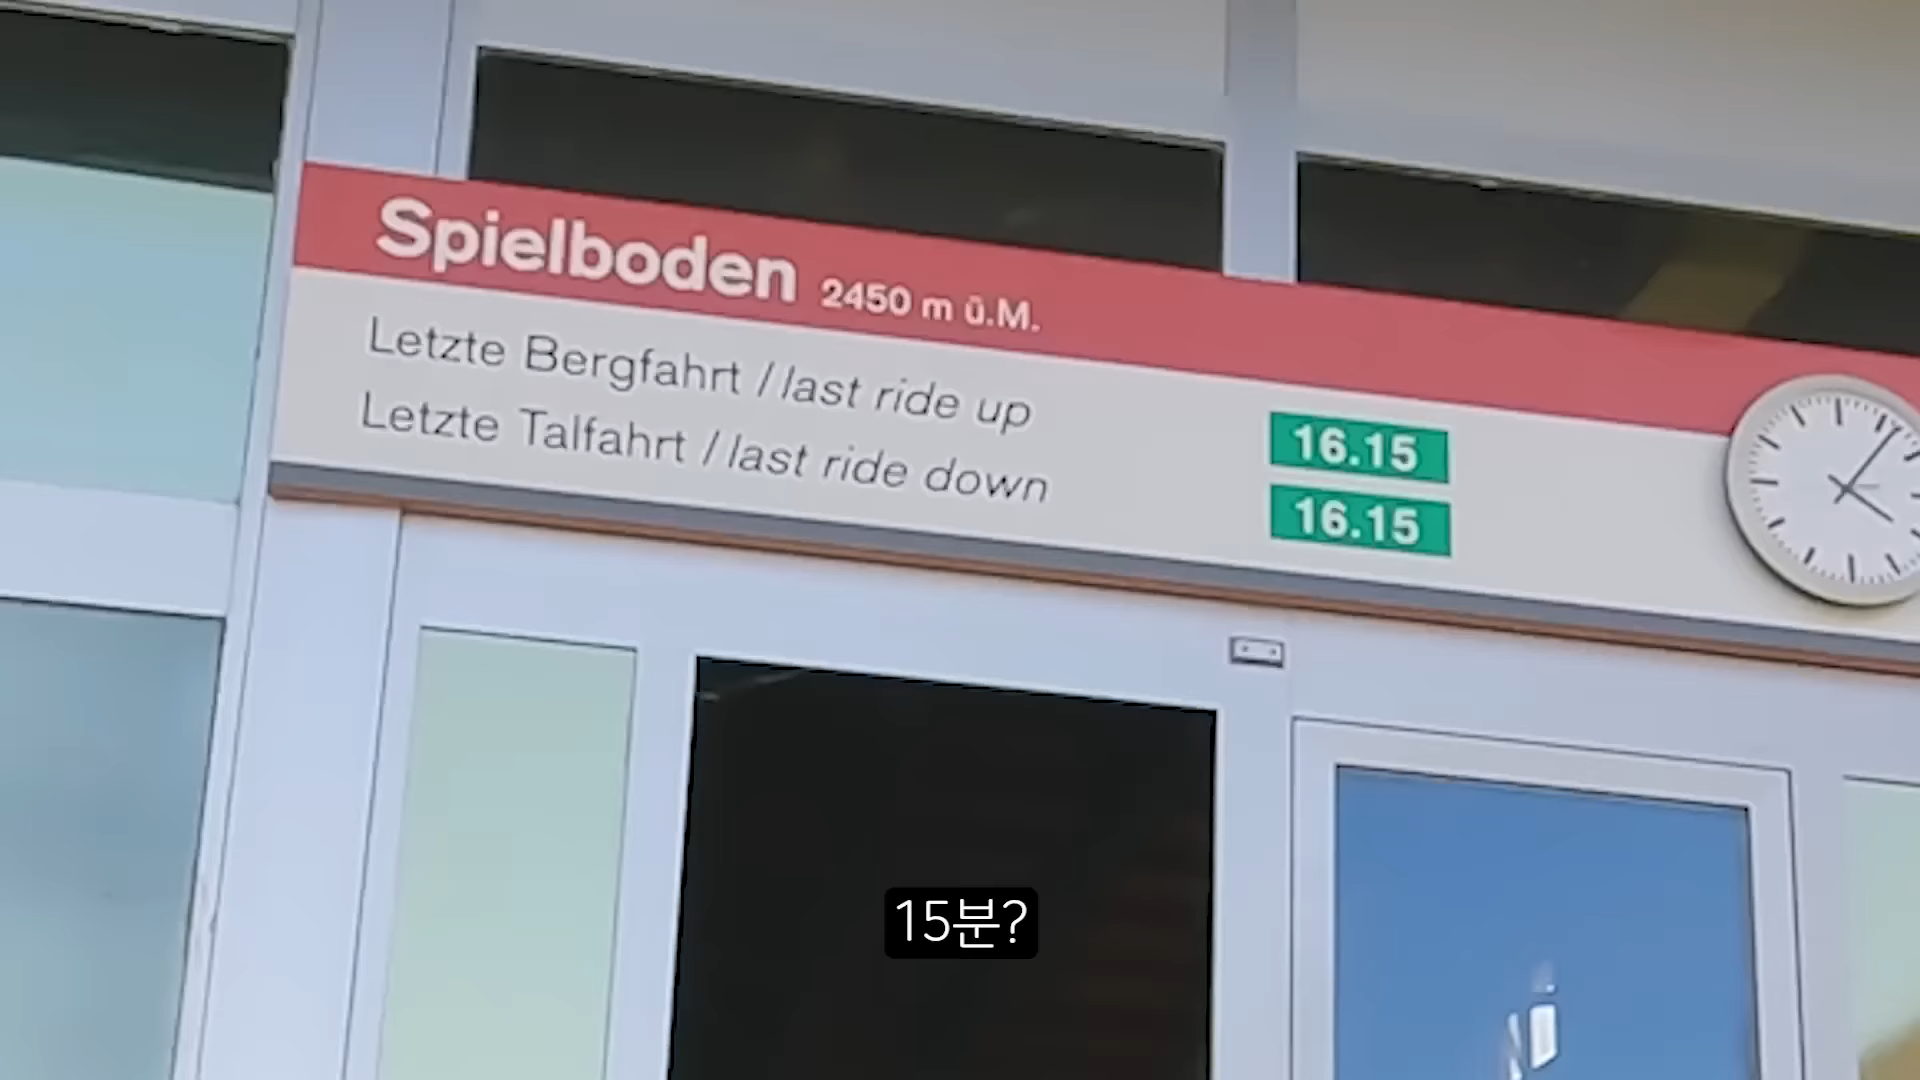 Spielboden 2450 m ü.M.
Letzte Bergfahrt / last ride up 16.15
Letzte Talfahrt / last ride down 16.15
15분?